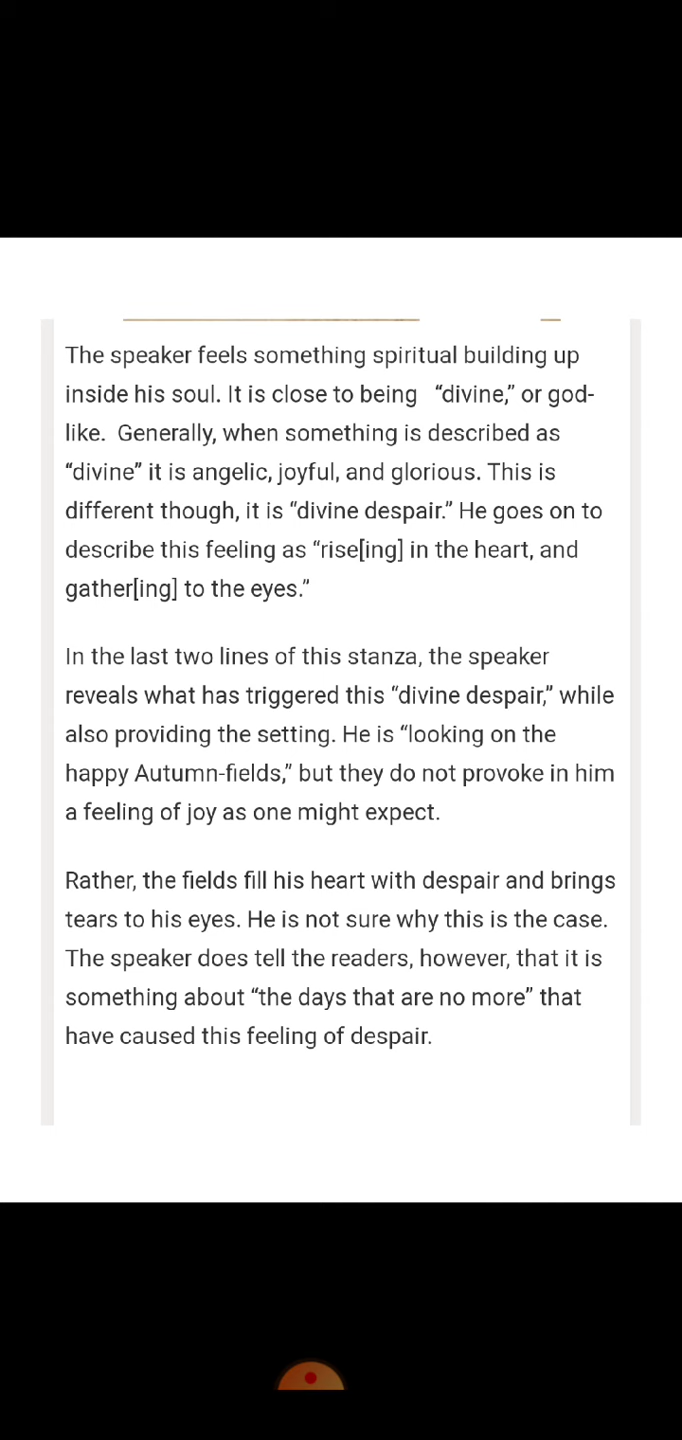 The speaker feels something spiritual building up
inside his soul. It is close to being “divine,” or god-
like. Generally, when something is described as
“divine” it is angelic, joyful, and glorious. This is
different though, it is “divine despair.” He goes on to
describe this feeling as “rise[ing] in the heart, and
gather[ing] to the eyes.”
In the last two lines of this stanza, the speaker
reveals what has triggered this “divine despair,” while
also providing the setting. He is “looking on the
happy Autumn-fields,” but they do not provoke in him
a feeling of joy as one might expect.
Rather, the fields fill his heart with despair and brings
tears to his eyes. He is not sure why this is the case.
The speaker does tell the readers, however, that it is
something about “the days that are no more” that
have caused this feeling of despair.